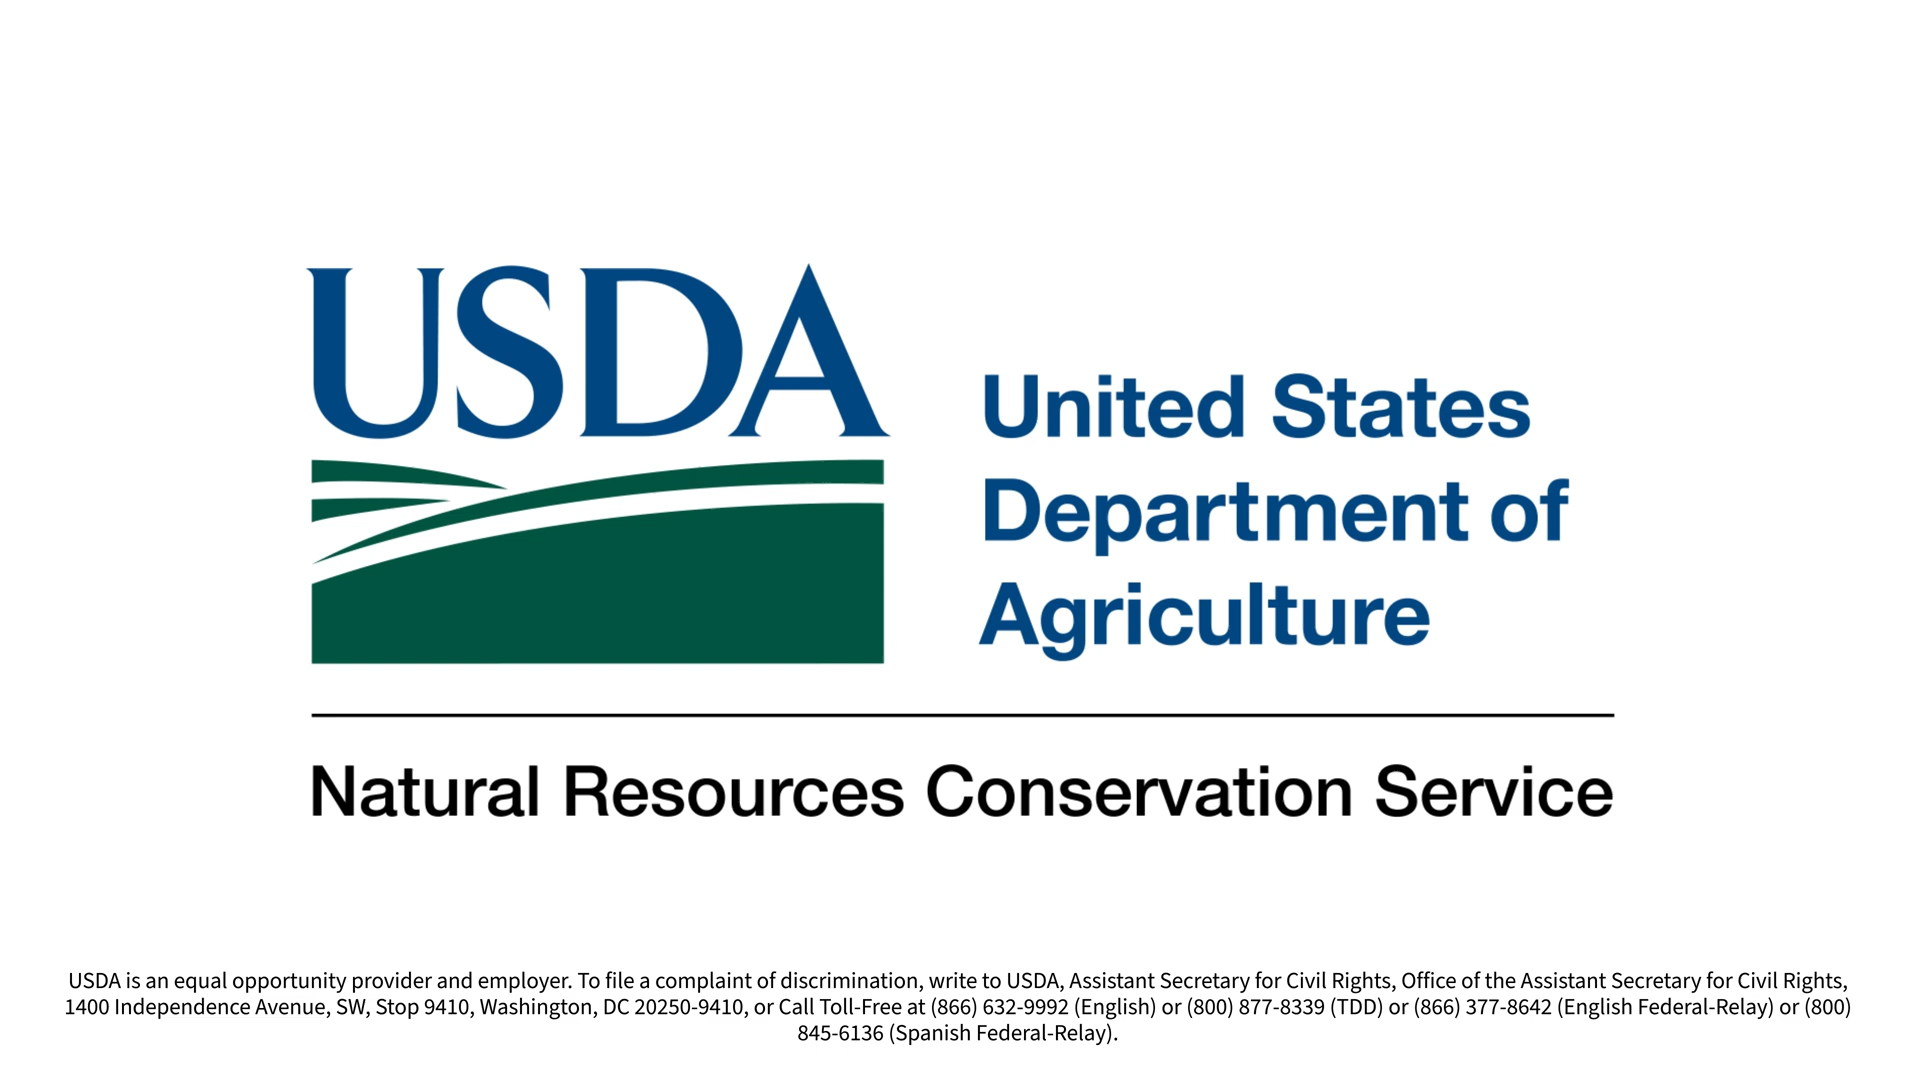 USDA
United States
Department of
Agriculture
Natural Resources Conservation Service
USDA is an equal opportunity provider and employer. To file a complaint of discrimination, write to USDA, Assistant Secretary for Civil Rights, Office of the Assistant Secretary for Civil Rights,
1400 Independence Avenue, SW, Stop 9410, Washington, DC 20250-9410, or Call Toll-Free at (866) 632-9992 (English) or (800) 877-8339 (TDD) or (866) 377-8642 (English Federal-Relay) or (800)
845-6136 (Spanish Federal-Relay).